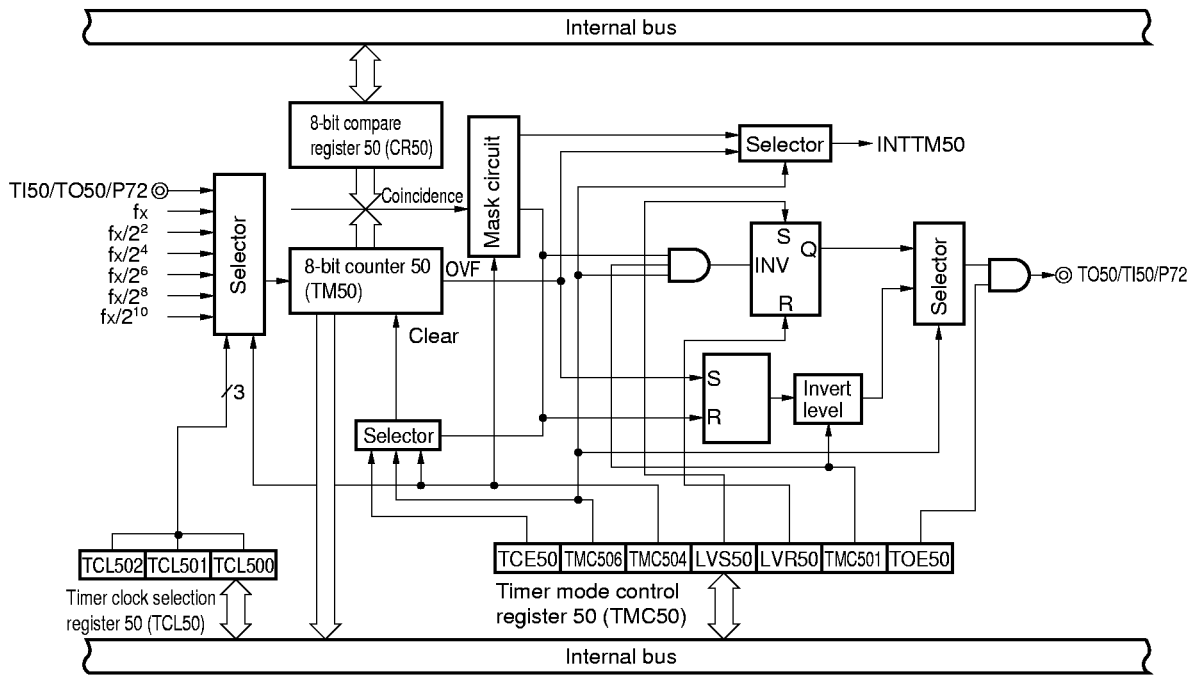 Internal bus
8-bit compare
register 50 (CR50)
Mask circuit
Selector
INTTM50
TI50/TO50/P72
fx
fx/2²
fx/2⁴
fx/2⁶
fx/2⁸
fx/2¹⁰
Selector
Coincidence
8-bit counter 50
(TM50)
OVF
Clear
S
Q
INV
R
Selector
TO50/TI50/P72
S
R
Invert
level
3
Selector
TCL502 TCL501 TCL500
Timer clock selection
register 50 (TCL50)
TCE50 TMC506 TMC504 LVS50 LVR50 TMC501 TOE50
Timer mode control
register 50 (TMC50)
Internal bus